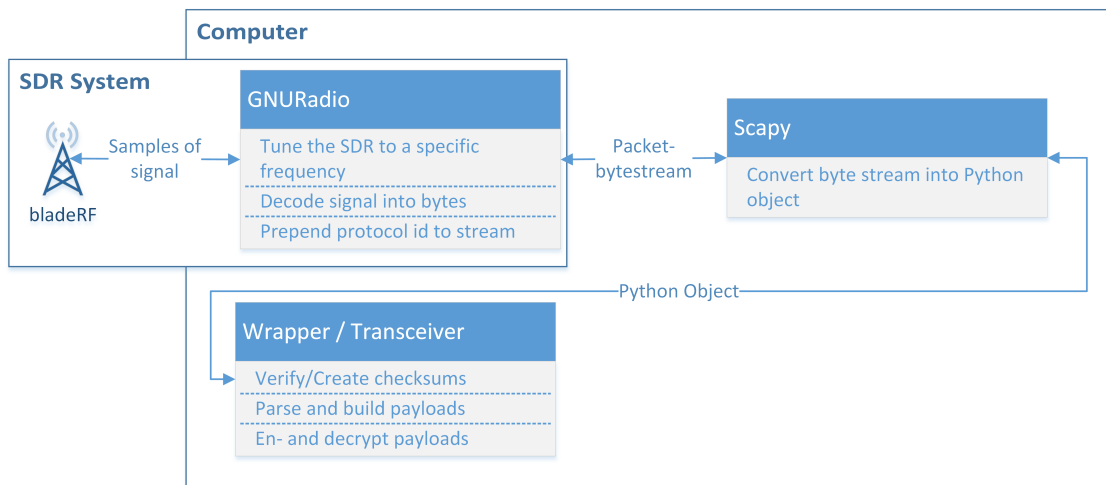 Computer
SDR System
GNURadio
Tune the SDR to a specific
frequency
Decode signal into bytes
Prepend protocol id to stream
Samples of
signal
bladeRF
Packet-
bytestream
Scapy
Convert byte stream into Python
object
Python Object
Wrapper / Transceiver
Verify/Create checksums
Parse and build payloads
En- and decrypt payloads